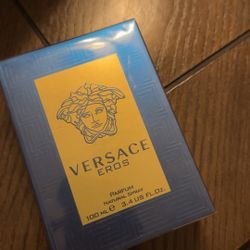 VERSACE
EROS
PARFUM
NATURAL SPRAY
100 ML ℮ 3.4 US FL.OZ.